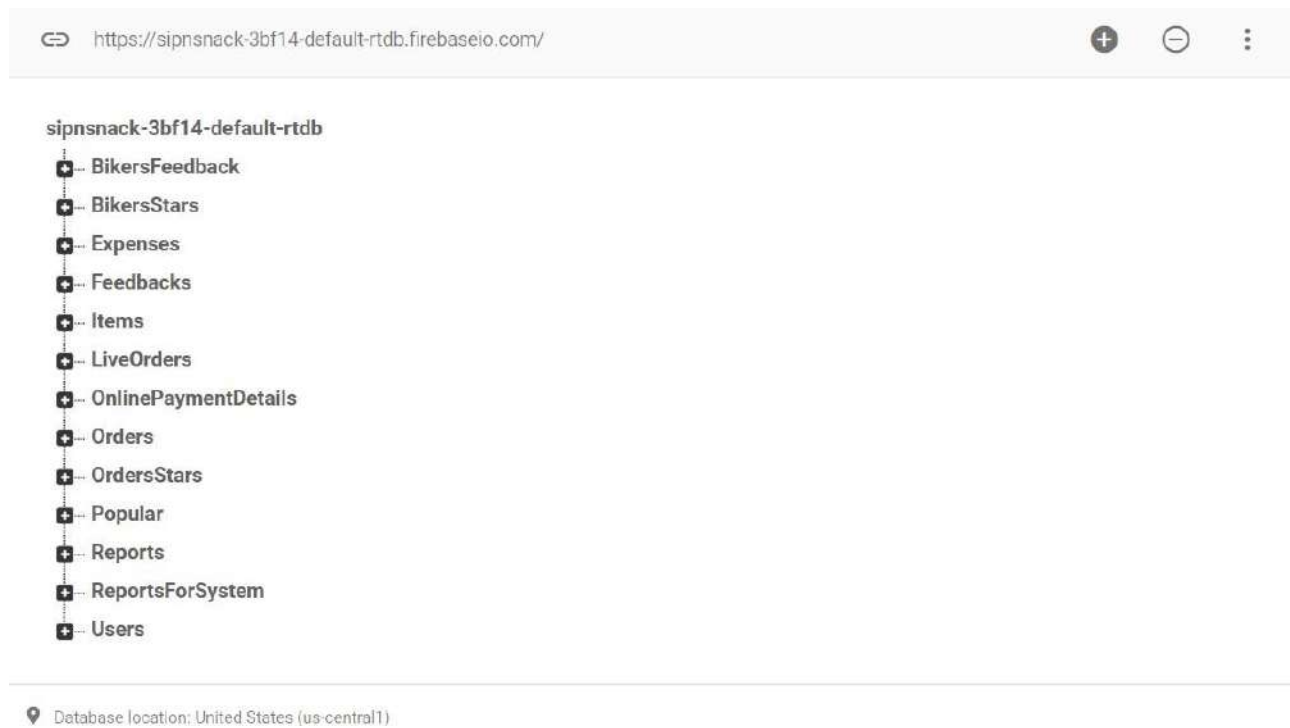 https://sipnsnack-3bf14-default-rtdb.firebaseio.com/
sipnsnack-3bf14-default-rtdb
BikersFeedback
BikersStars
Expenses
Feedbacks
Items
LiveOrders
OnlinePaymentDetails
Orders
OrdersStars
Popular
Reports
ReportsForSystem
Users
Database location: United States (us-central1)